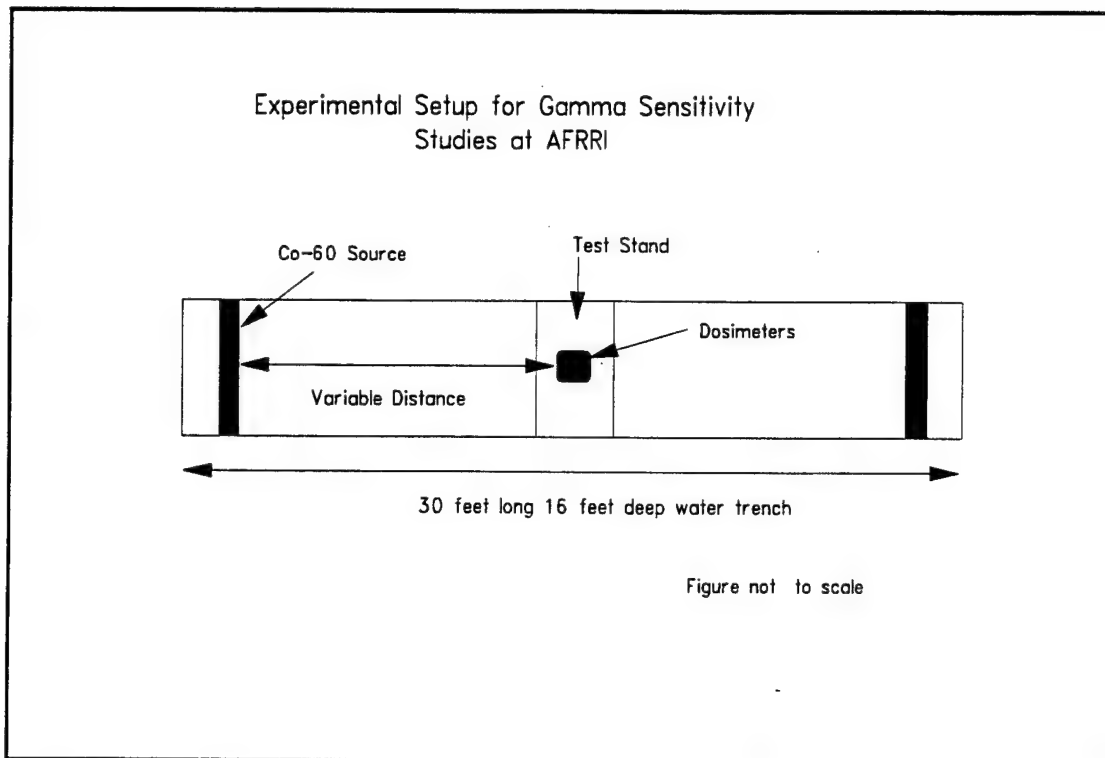 Experimental Setup for Gamma Sensitivity
Studies at AFRRI
Co-60 Source
Test Stand
Dosimeters
Variable Distance
30 feet long 16 feet deep water trench
Figure not to scale